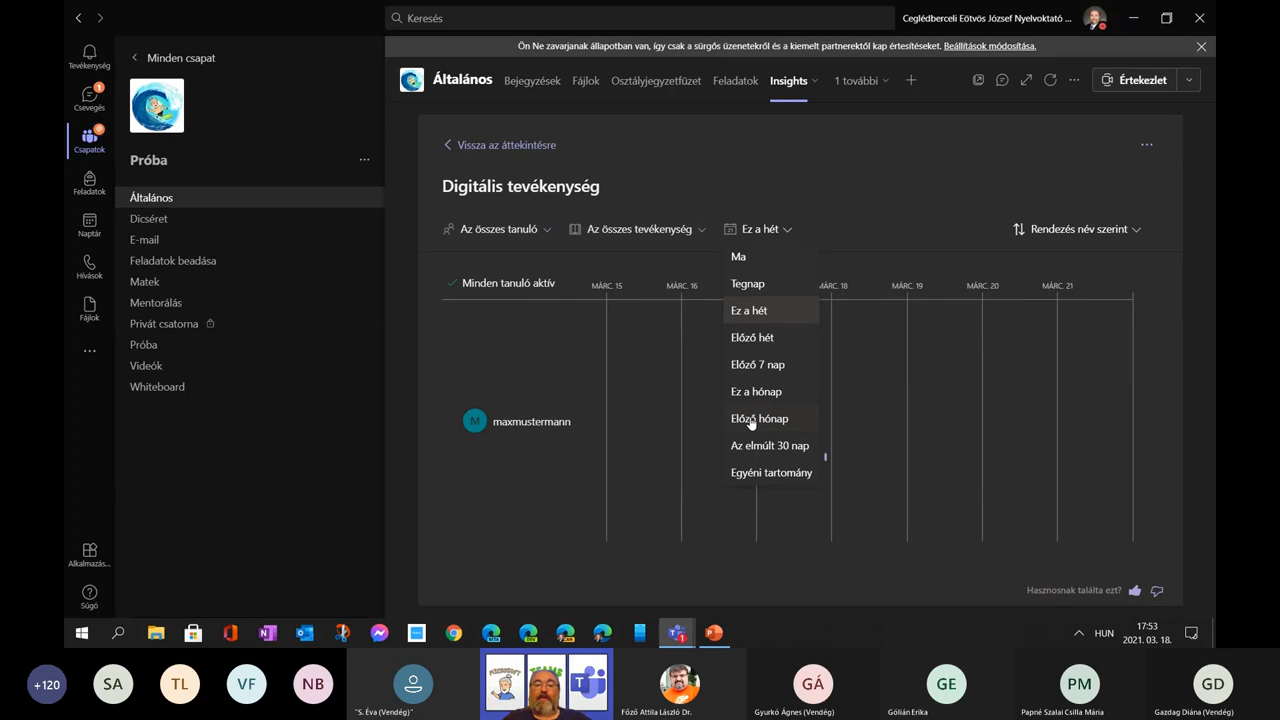 Keresés
Ceglédberceli Eötvös József Nyelvoktató ...
Ön Ne zavarjanak állapotban van, így csak a sürgős üzenetekről és a kiemelt partnerektől kap értesítéseket. Beállítások módosítása.
Tevékenység
Csevegés
1
Csapatok
Feladatok
Naptár
Hívások
Fájlok
Alkalmazás...
Súgó
Minden csapat
Próba
Általános
Dicséret
E-mail
Feladatok beadása
Matek
Mentorálás
Privát csatorna
Próba
Videók
Whiteboard
Általános Bejegyzések Fájlok Osztályjegyzetfüzet Feladatok Insights 1 további Értekezlet
Vissza az áttekintésre
Digitális tevékenység
Az összes tanuló Az összes tevékenység Ez a hét Rendezés név szerint
Minden tanuló aktív MÁRC. 15 MÁRC. 16 MÁRC. 18 MÁRC. 19 MÁRC. 20 MÁRC. 21
Ma
Tegnap
Ez a hét
Előző hét
Előző 7 nap
Ez a hónap
Előző hónap
Az elmúlt 30 nap
Egyéni tartomány
M maxmustermann
Hasznosnak találta ezt?
HUN
17:53
2021. 03. 18.
+120 SA TL VF NB GÁ GE PM GD
MICROSOFT TEAMS
"S. Éva (Vendég)" Főző Attila László Dr. Gyurkó Ágnes (Vendég) Gólián Erika Papné Szalai Csilla Mária Gazdag Diána (Vendég)